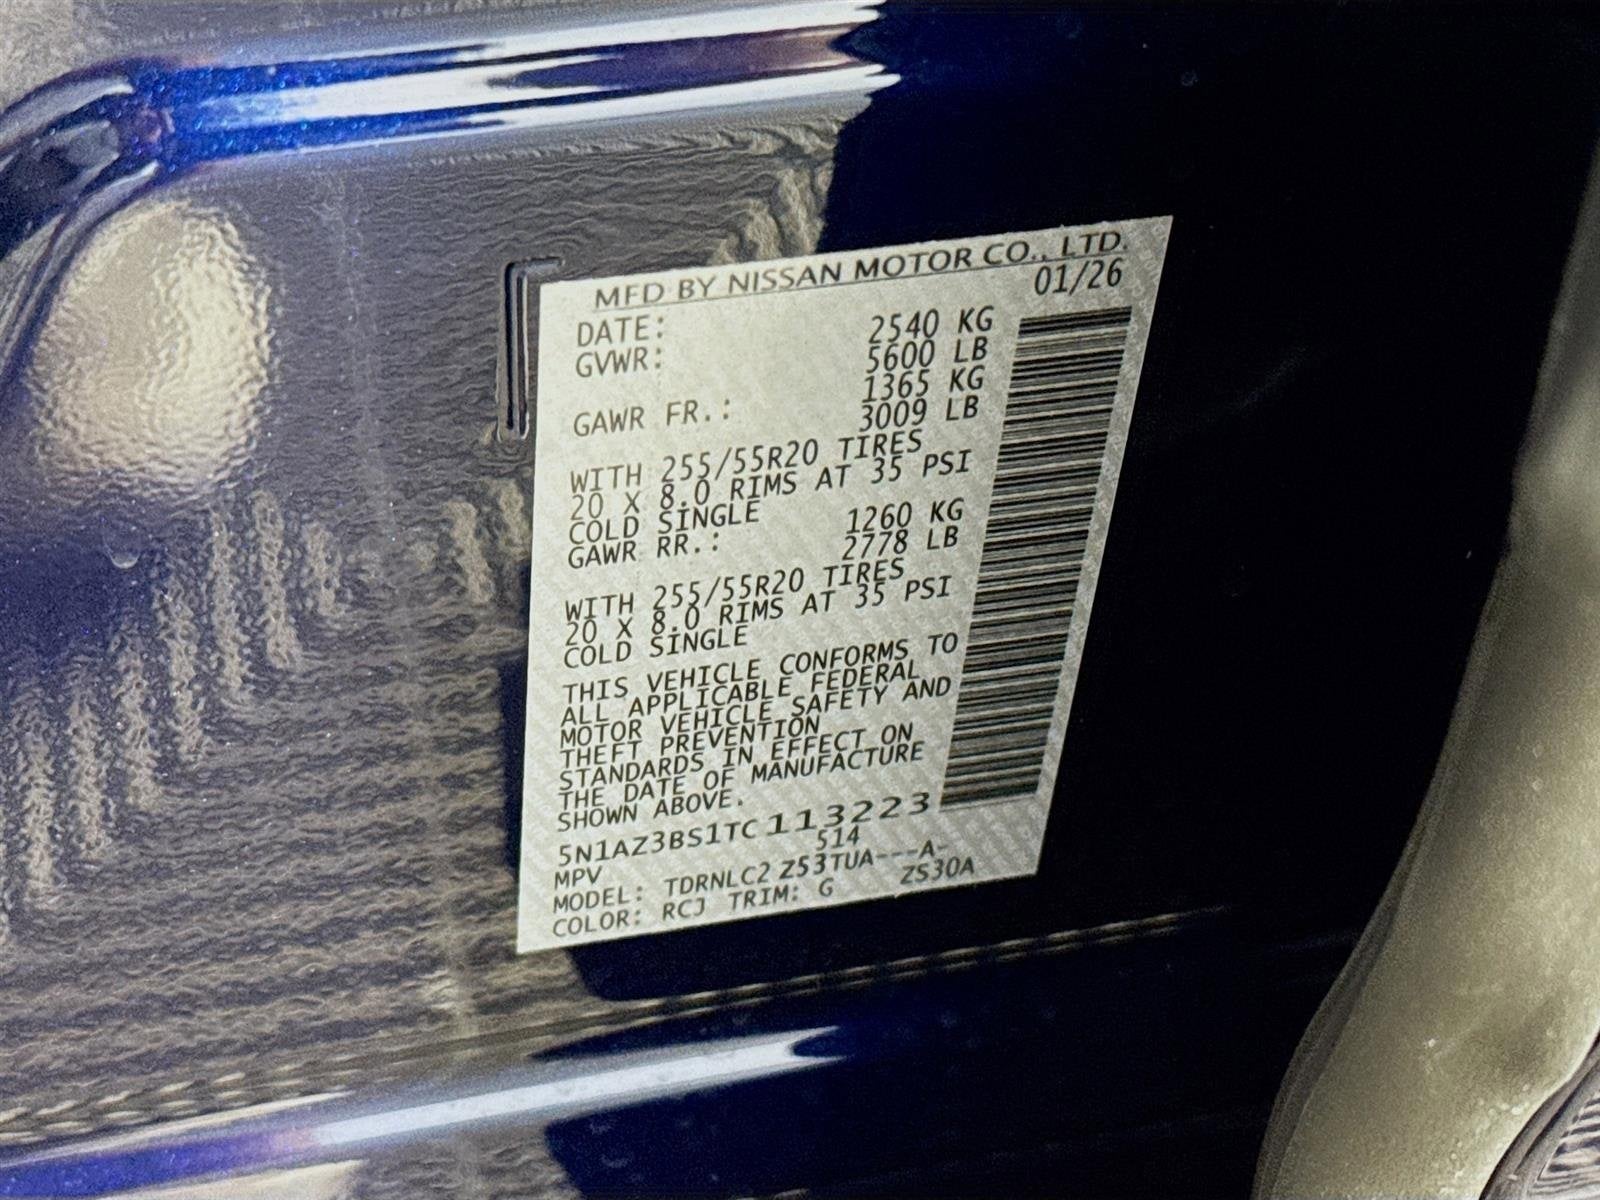 MFD BY NISSAN MOTOR CO., LTD.
DATE: 01/26
GVWR: 2540 KG
5600 LB
GAWR FR.: 1365 KG
3009 LB
WITH 255/55R20 TIRES
20 X 8.0 RIMS AT 35 PSI
COLD SINGLE
GAWR RR.: 1260 KG
2778 LB
WITH 255/55R20 TIRES
20 X 8.0 RIMS AT 35 PSI
COLD SINGLE
THIS VEHICLE CONFORMS TO
ALL APPLICABLE FEDERAL
MOTOR VEHICLE SAFETY AND
THEFT PREVENTION
STANDARDS IN EFFECT ON
THE DATE OF MANUFACTURE
SHOWN ABOVE.
5N1AZ3BS1TC113223
MPV 514
MODEL: TDRNLC2 Z53TUA---A-
COLOR: RCJ TRIM: G ZS30A